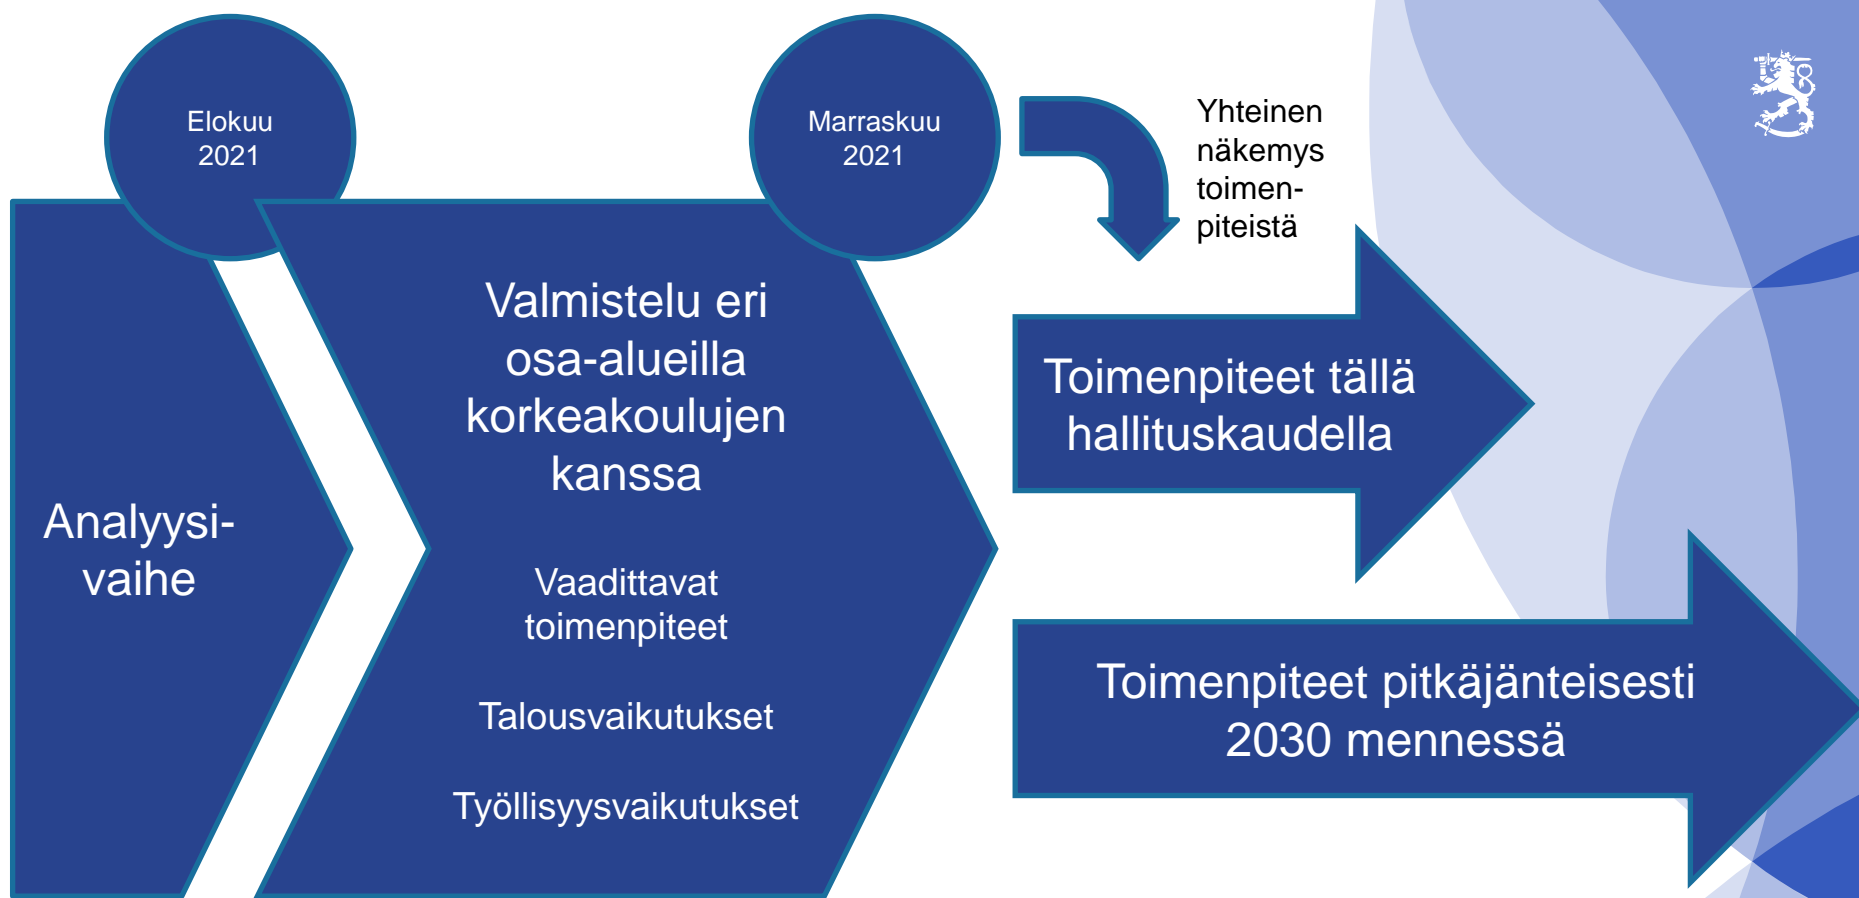 Elokuu
2021
Marraskuu
2021
Yhteinen
näkemys
toimen-
piteistä
Analyysi-
vaihe
Valmistelu eri
osa-alueilla
korkeakoulujen
kanssa
Vaadittavat
toimenpiteet
Talousvaikutukset
Työllisyysvaikutukset
Toimenpiteet tällä
hallituskaudella
Toimenpiteet pitkäjänteisesti
2030 mennessä